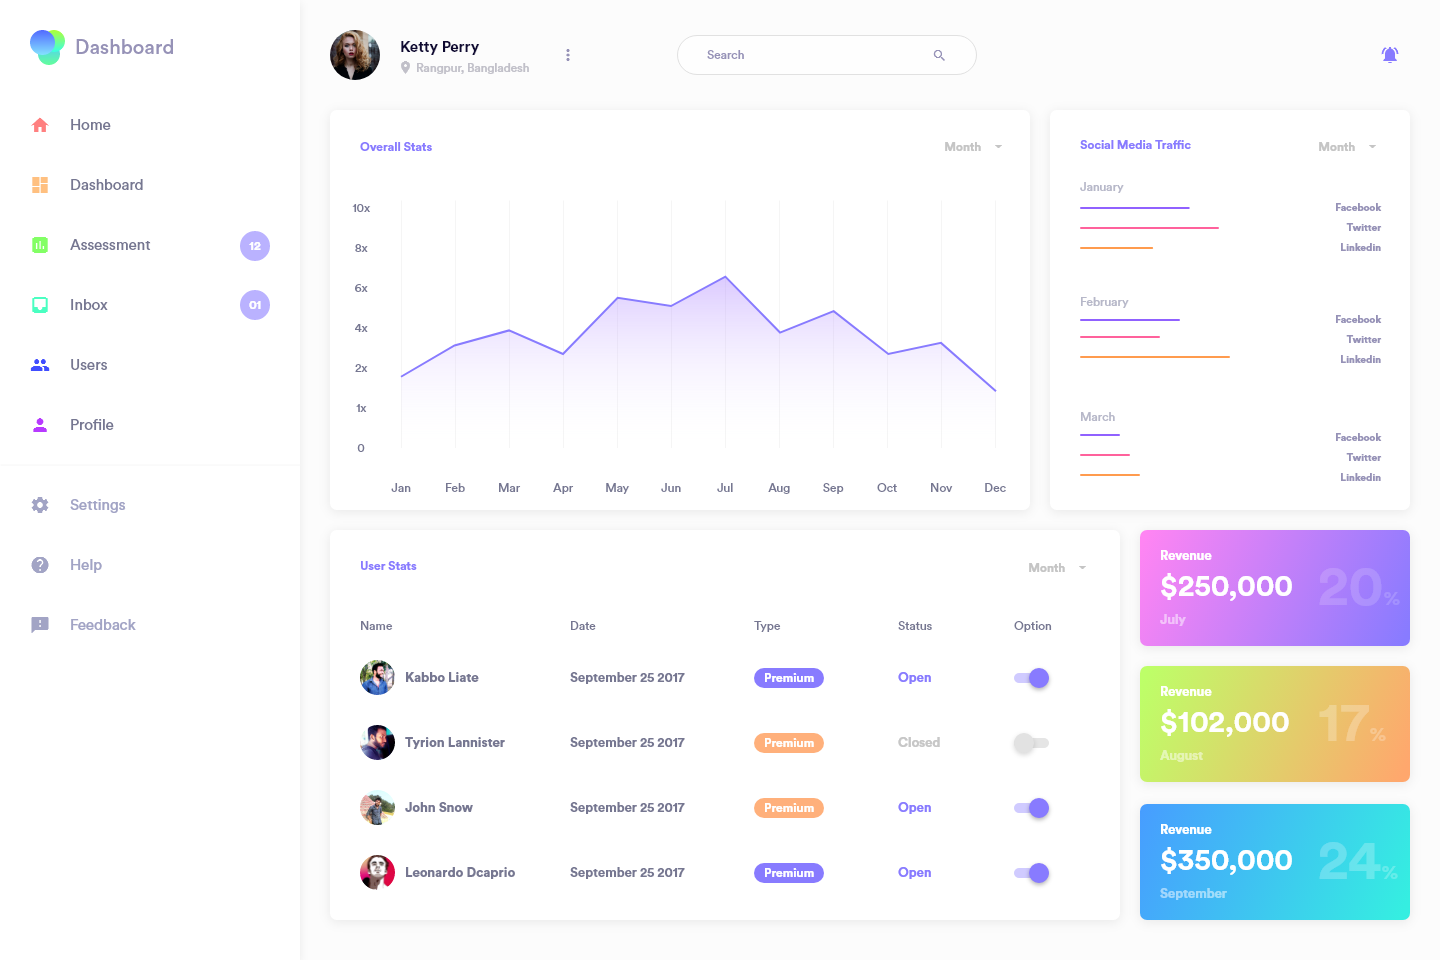 Dashboard
Home
Dashboard
Assessment 12
Inbox 01
Users
Profile
Settings
Help
Feedback
Ketty Perry
Rangpur, Bangladesh
Search
Overall Stats Month
10x
8x
6x
4x
2x
1x
0
Jan Feb Mar Apr May Jun Jul Aug Sep Oct Nov Dec
Social Media Traffic Month
January
Facebook
Twitter
Linkedin
February
Facebook
Twitter
Linkedin
March
Facebook
Twitter
Linkedin
User Stats Month
Name Date Type Status Option
Kabbo Liate September 25 2017 Premium Open
Tyrion Lannister September 25 2017 Premium Closed
John Snow September 25 2017 Premium Open
Leonardo Dcaprio September 25 2017 Premium Open
Revenue
$250,000 20%
July
Revenue
$102,000 17%
August
Revenue
$350,000 24%
September